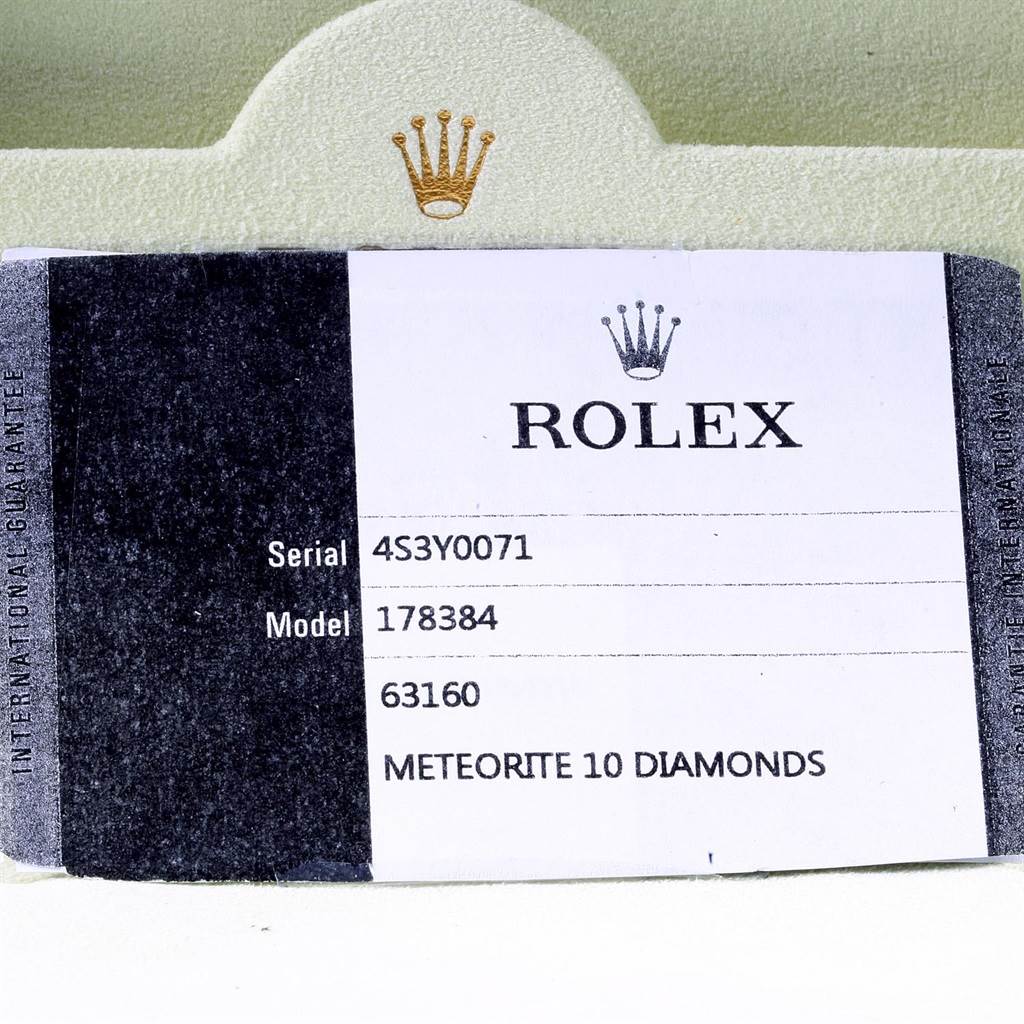 ROLEX
INTERNATIONAL GUARANTEE
Serial 4S3Y0071
Model 178384
63160
METEORITE 10 DIAMONDS
GARANTIE INTERNATIONALE